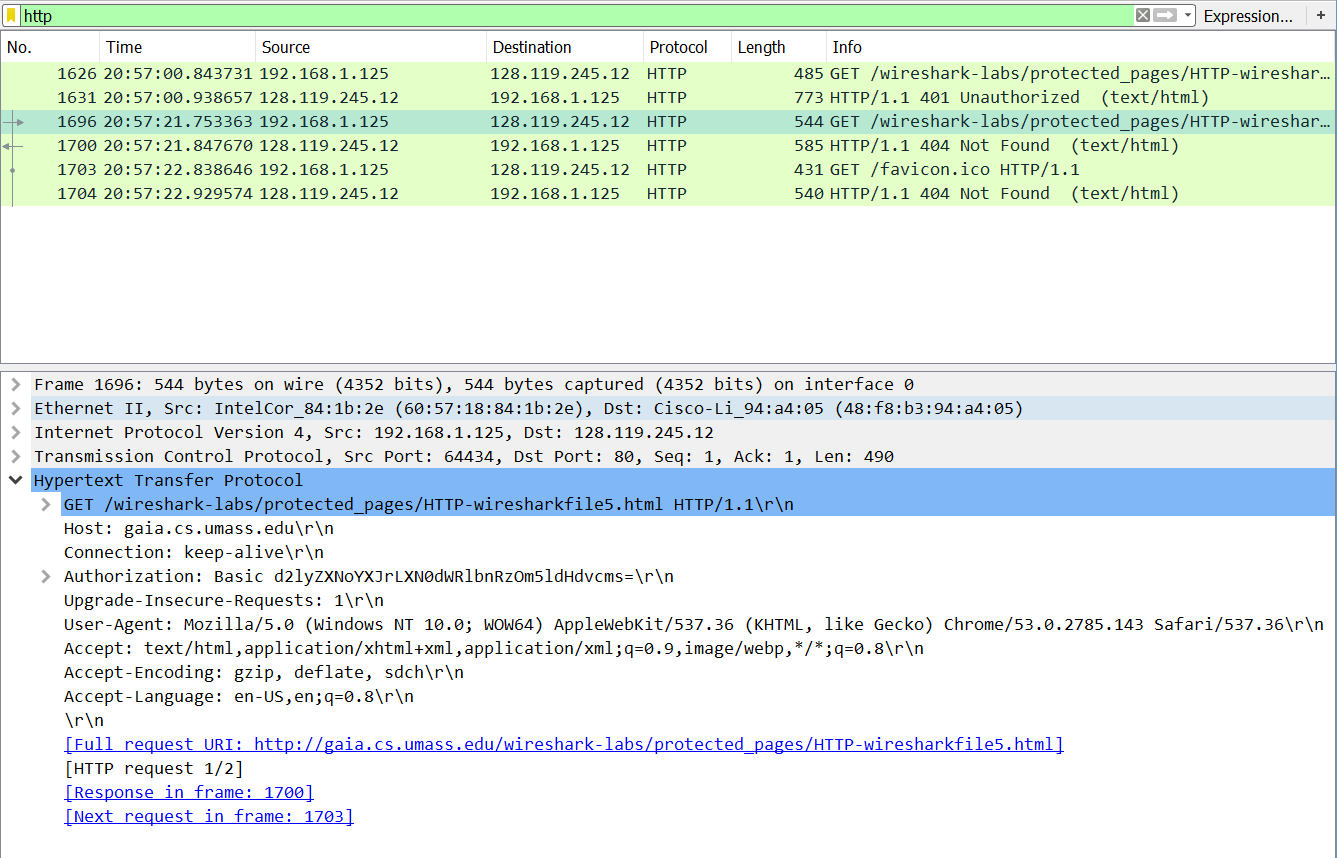 http Expression... +
No. Time Source Destination Protocol Length Info
1626 20:57:00.843731 192.168.1.125 128.119.245.12 HTTP 485 GET /wireshark-labs/protected_pages/HTTP-wireshar…
1631 20:57:00.938657 128.119.245.12 192.168.1.125 HTTP 773 HTTP/1.1 401 Unauthorized (text/html)
1696 20:57:21.753363 192.168.1.125 128.119.245.12 HTTP 544 GET /wireshark-labs/protected_pages/HTTP-wireshar…
1700 20:57:21.847670 128.119.245.12 192.168.1.125 HTTP 585 HTTP/1.1 404 Not Found (text/html)
1703 20:57:22.838646 192.168.1.125 128.119.245.12 HTTP 431 GET /favicon.ico HTTP/1.1
1704 20:57:22.929574 128.119.245.12 192.168.1.125 HTTP 540 HTTP/1.1 404 Not Found (text/html)
Frame 1696: 544 bytes on wire (4352 bits), 544 bytes captured (4352 bits) on interface 0
Ethernet II, Src: IntelCor_84:1b:2e (60:57:18:84:1b:2e), Dst: Cisco-Li_94:a4:05 (48:f8:b3:94:a4:05)
Internet Protocol Version 4, Src: 192.168.1.125, Dst: 128.119.245.12
Transmission Control Protocol, Src Port: 64434, Dst Port: 80, Seq: 1, Ack: 1, Len: 490
Hypertext Transfer Protocol
GET /wireshark-labs/protected_pages/HTTP-wiresharkfile5.html HTTP/1.1\r\n
Host: gaia.cs.umass.edu\r\n
Connection: keep-alive\r\n
Authorization: Basic d2lyZXNoYXJrLXN0dWRlbnRzOm5ldHdvcms=\r\n
Upgrade-Insecure-Requests: 1\r\n
User-Agent: Mozilla/5.0 (Windows NT 10.0; WOW64) AppleWebKit/537.36 (KHTML, like Gecko) Chrome/53.0.2785.143 Safari/537.36\r\n
Accept: text/html,application/xhtml+xml,application/xml;q=0.9,image/webp,*/*;q=0.8\r\n
Accept-Encoding: gzip, deflate, sdch\r\n
Accept-Language: en-US,en;q=0.8\r\n
\r\n
[Full request URI: http://gaia.cs.umass.edu/wireshark-labs/protected_pages/HTTP-wiresharkfile5.html]
[HTTP request 1/2]
[Response in frame: 1700]
[Next request in frame: 1703]